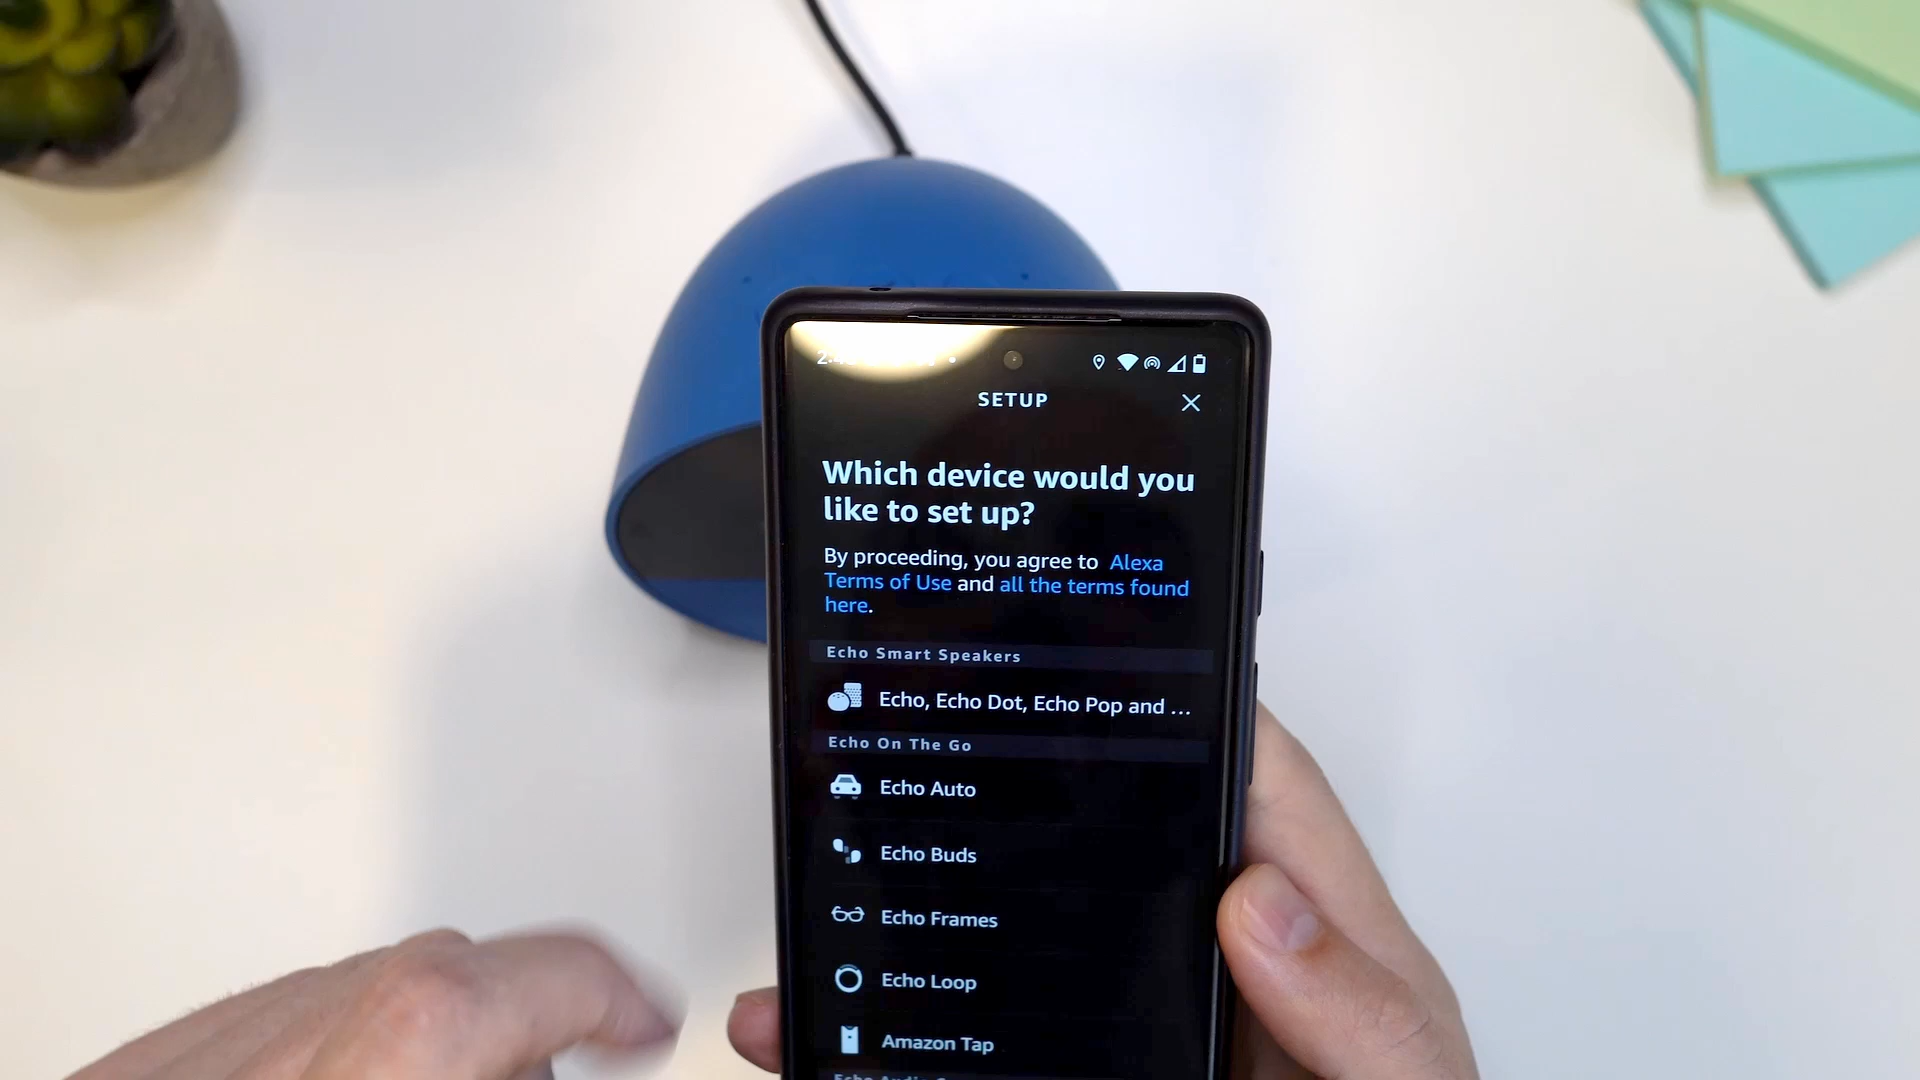 SETUP
Which device would you
like to set up?
By proceeding, you agree to Alexa
Terms of Use and all the terms found
here.
Echo Smart Speakers
Echo, Echo Dot, Echo Pop and ...
Echo On The Go
Echo Auto
Echo Buds
Echo Frames
Echo Loop
Amazon Tap
Echo